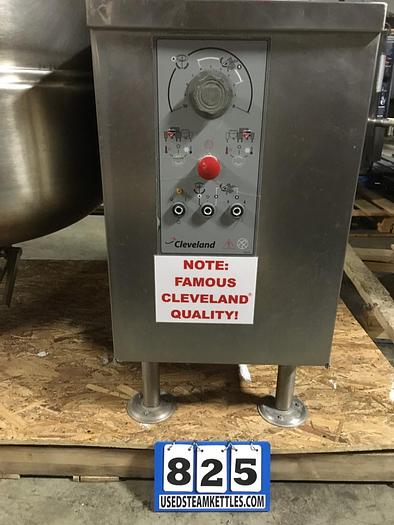 Cleveland
NOTE:
FAMOUS
CLEVELAND®
QUALITY!
825
USEDSTEAMKETTLES.COM